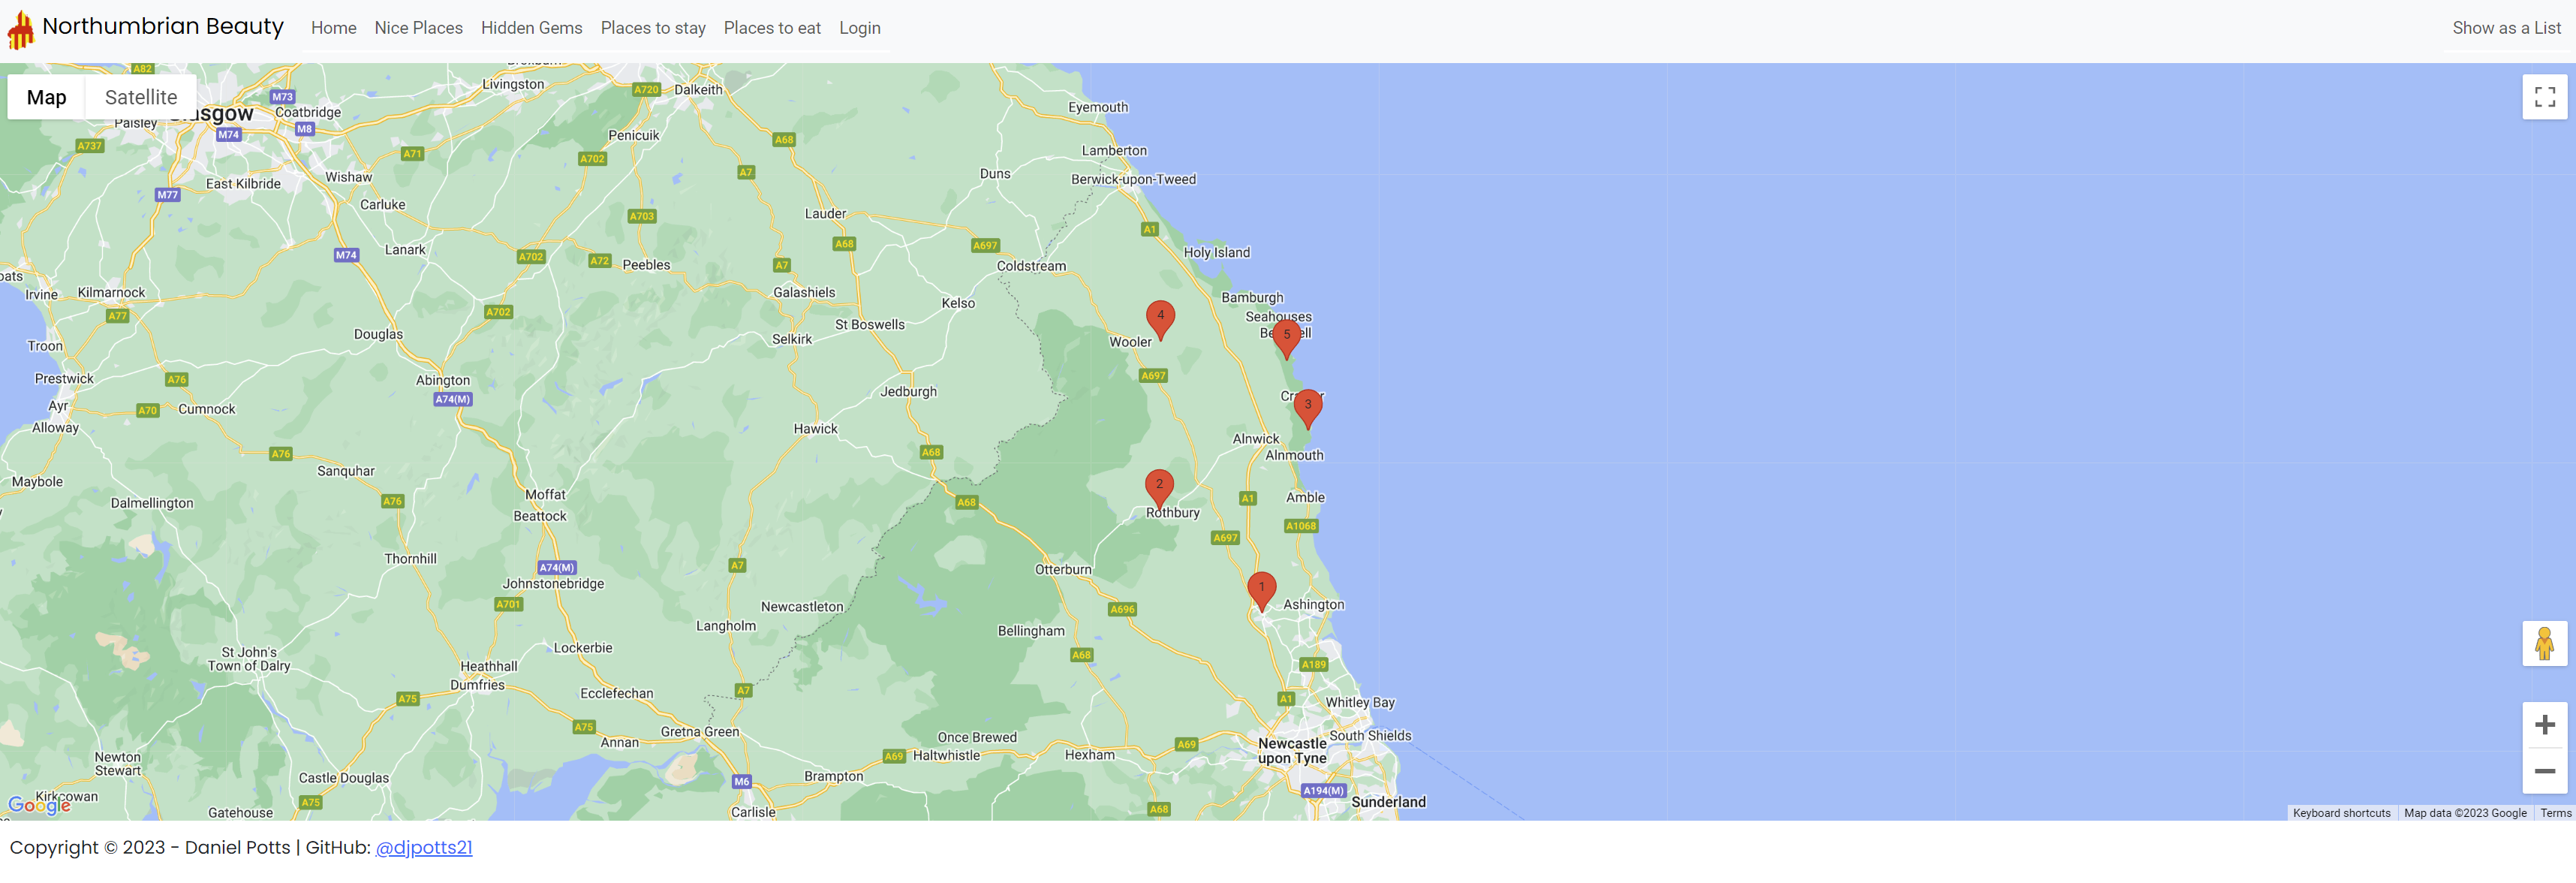 Northumbrian Beauty
Home
Nice Places
Hidden Gems
Places to stay
Places to eat
Login
Show as a List
Map
Satellite
A82
M73
Coatbridge
Paisley
M74
M8
Livingston
A720
Dalkeith
Eyemouth
A737
A71
Penicuik
A68
A702
Lamberton
East Kilbride
Wishaw
A7
Duns
Berwick-upon-Tweed
M77
Carluke
A703
Lauder
A1
Lanark
M74
A702
A72
Peebles
A68
A697
Holy Island
A7
Coldstream
Irvine
Kilmarnock
A77
A702
Galashiels
Kelso
Bamburgh
Seahouses
4
5
Troon
Douglas
St Boswells
Selkirk
Wooler
Prestwick
A76
Abington
A74(M)
A697
Ayr
A70
Cumnock
Jedburgh
3
Alloway
Hawick
Alnwick
A76
Sanquhar
A68
Alnmouth
Maybole
Dalmellington
A76
Moffat
Beattock
A68
2
Rothbury
A1
Amble
A1068
A697
Thornhill
A74(M)
Johnstonebridge
A7
Otterburn
A701
Newcastleton
A696
1
Ashington
Langholm
Bellingham
St John's
Town of Dalry
Lockerbie
A68
A189
Heathhall
Dumfries
Ecclefechan
A7
A75
A1
Whitley Bay
A75
Annan
Gretna Green
Once Brewed
A69
Haltwhistle
Hexham
A69
Newcastle
upon Tyne
South Shields
Newton
Stewart
Castle Douglas
M6
Brampton
A194(M)
Kirkcowan
Gatehouse
A75
Carlisle
A68
Sunderland
Google
Keyboard shortcuts
Map data ©2023 Google
Terms
Copyright © 2023 - Daniel Potts | GitHub: @djpotts21